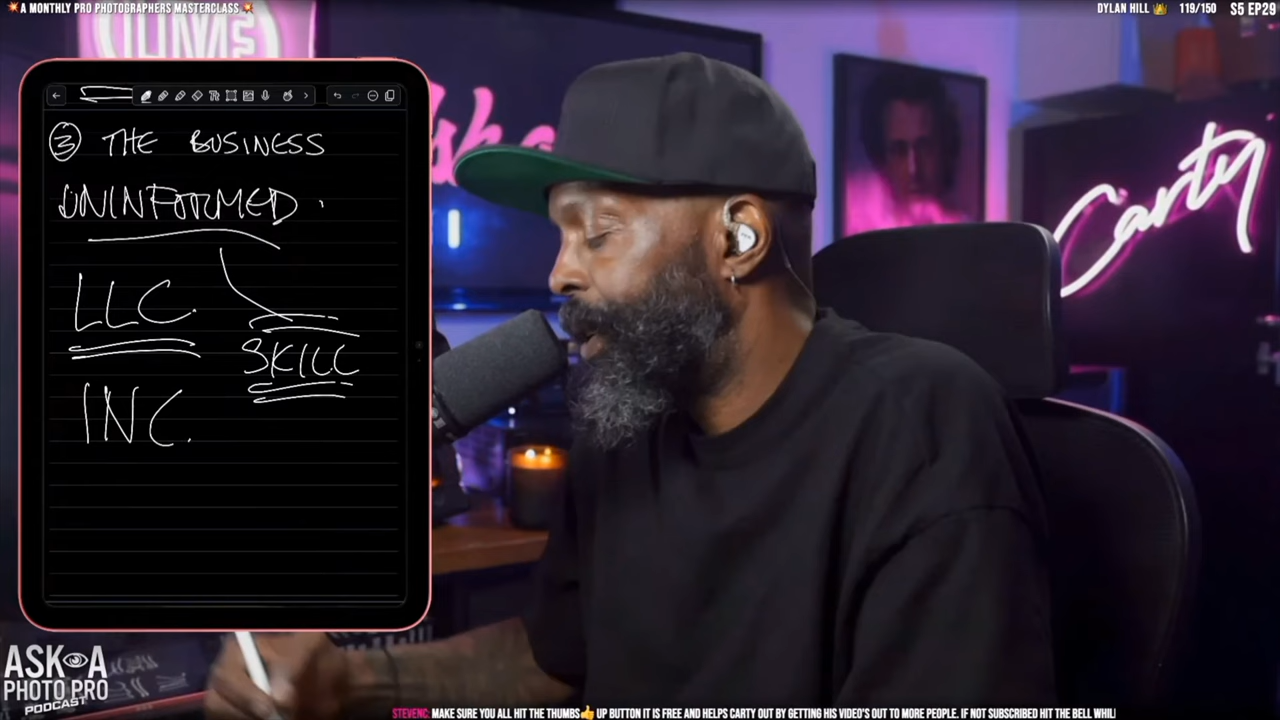 💥A MONTHLY PRO PHOTOGRAPHERS MASTERCLASS💥
DYLAN HILL 👑 119/150 S5 EP29
③ THE BUSINESS
UNINFORMED.
LLC.
SKILL
INC.
Carty
ASK A
PHOTO PRO
PODCAST
STEVENC: MAKE SURE YOU ALL HIT THE THUMBS👍 UP BUTTON IT IS FREE AND HELPS CARTY OUT BY GETTING HIS VIDEO'S OUT TO MORE PEOPLE. IF NOT SUBSCRIBED HIT THE BELL WHIL